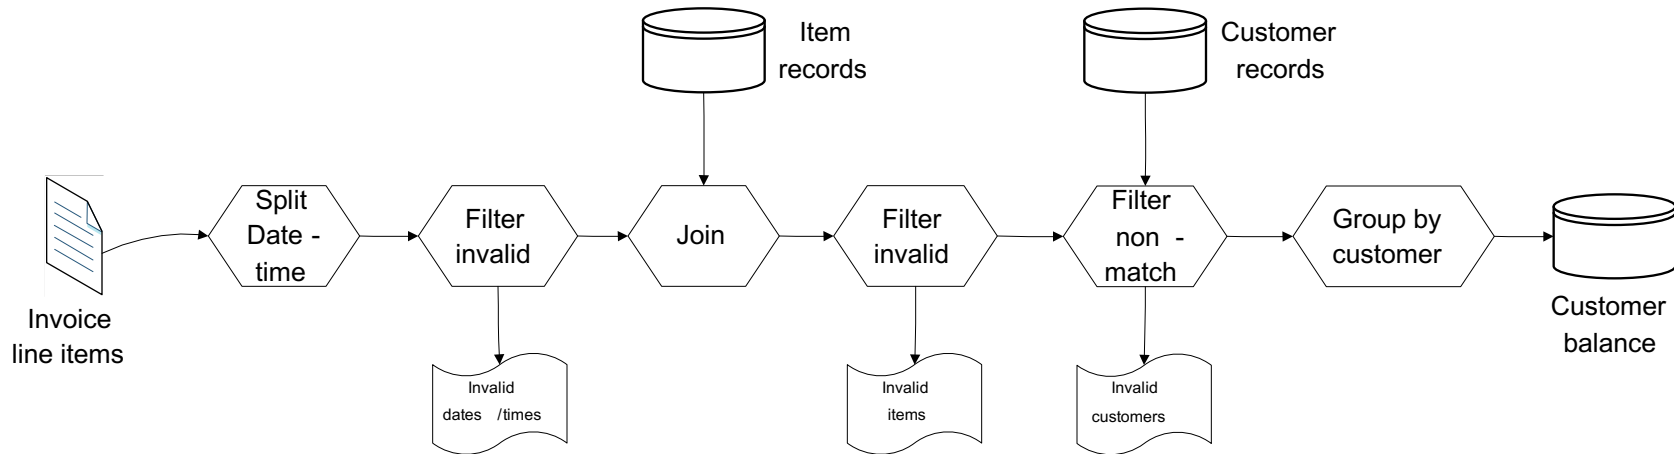 Item
records
Customer
records
Split
Date -
time
Filter
invalid
Join
Filter
invalid
Filter
non -
match
Group by
customer
Invoice
line items
Customer
balance
Invalid
dates /times
Invalid
items
Invalid
customers